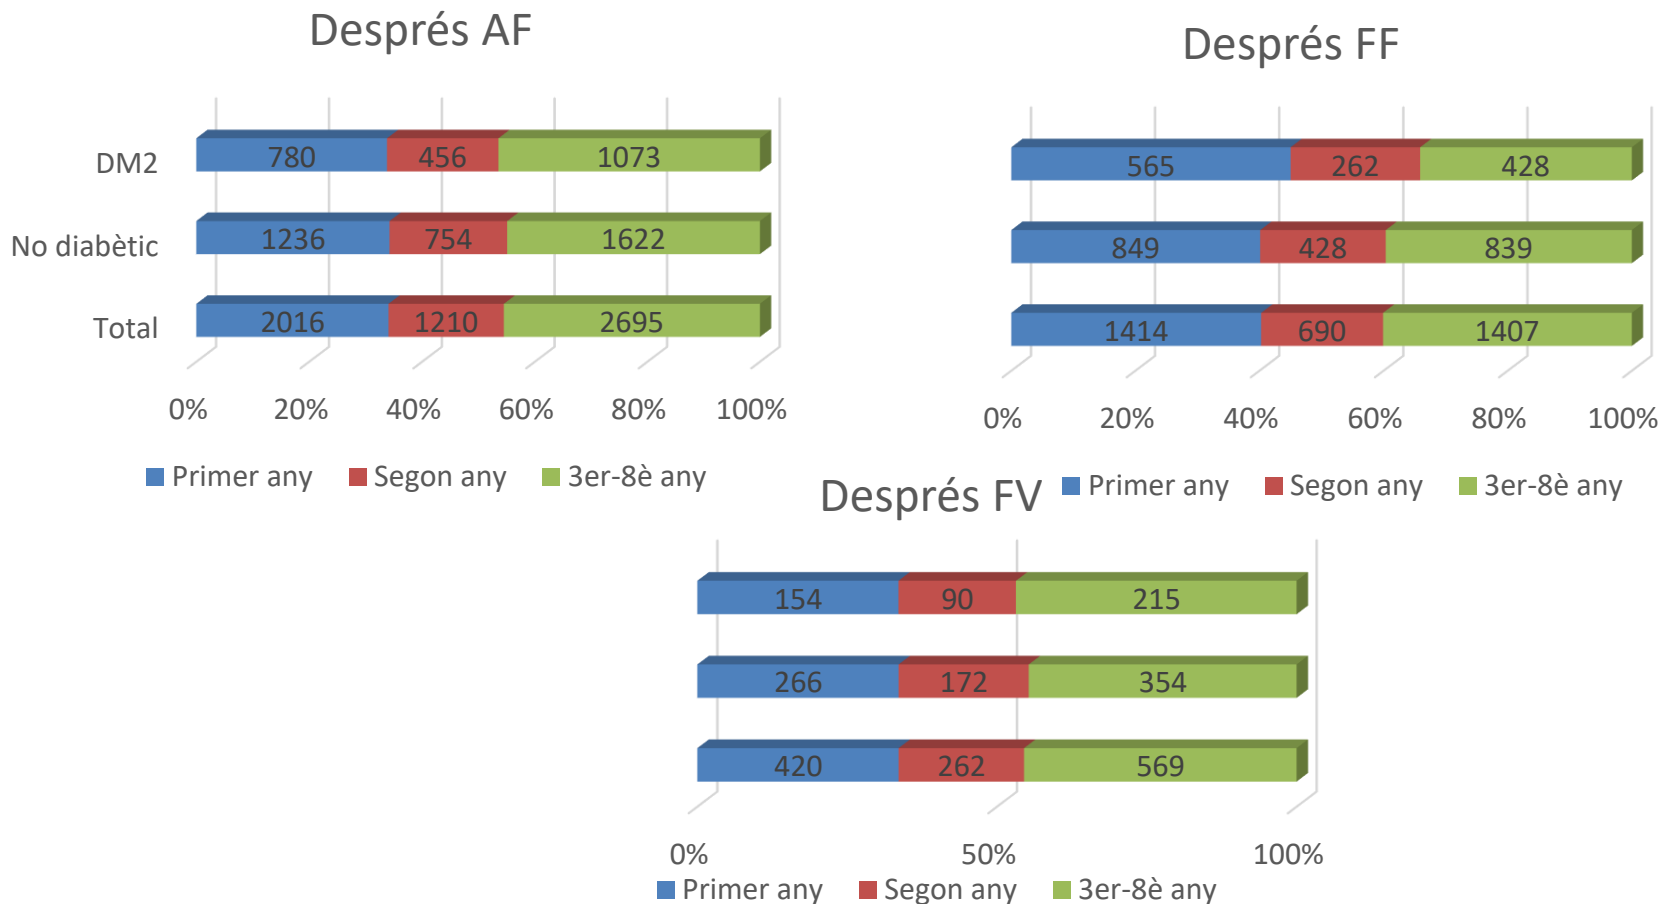 Després AF
DM2 780 456 1073
No diabètic 1236 754 1622
Total 2016 1210 2695
0% 20% 40% 60% 80% 100%
Primer any Segon any 3er-8è any
Després FF
565 262 428
849 428 839
1414 690 1407
0% 20% 40% 60% 80% 100%
Primer any Segon any 3er-8è any
Després FV
154 90 215
266 172 354
420 262 569
0% 50% 100%
Primer any Segon any 3er-8è any